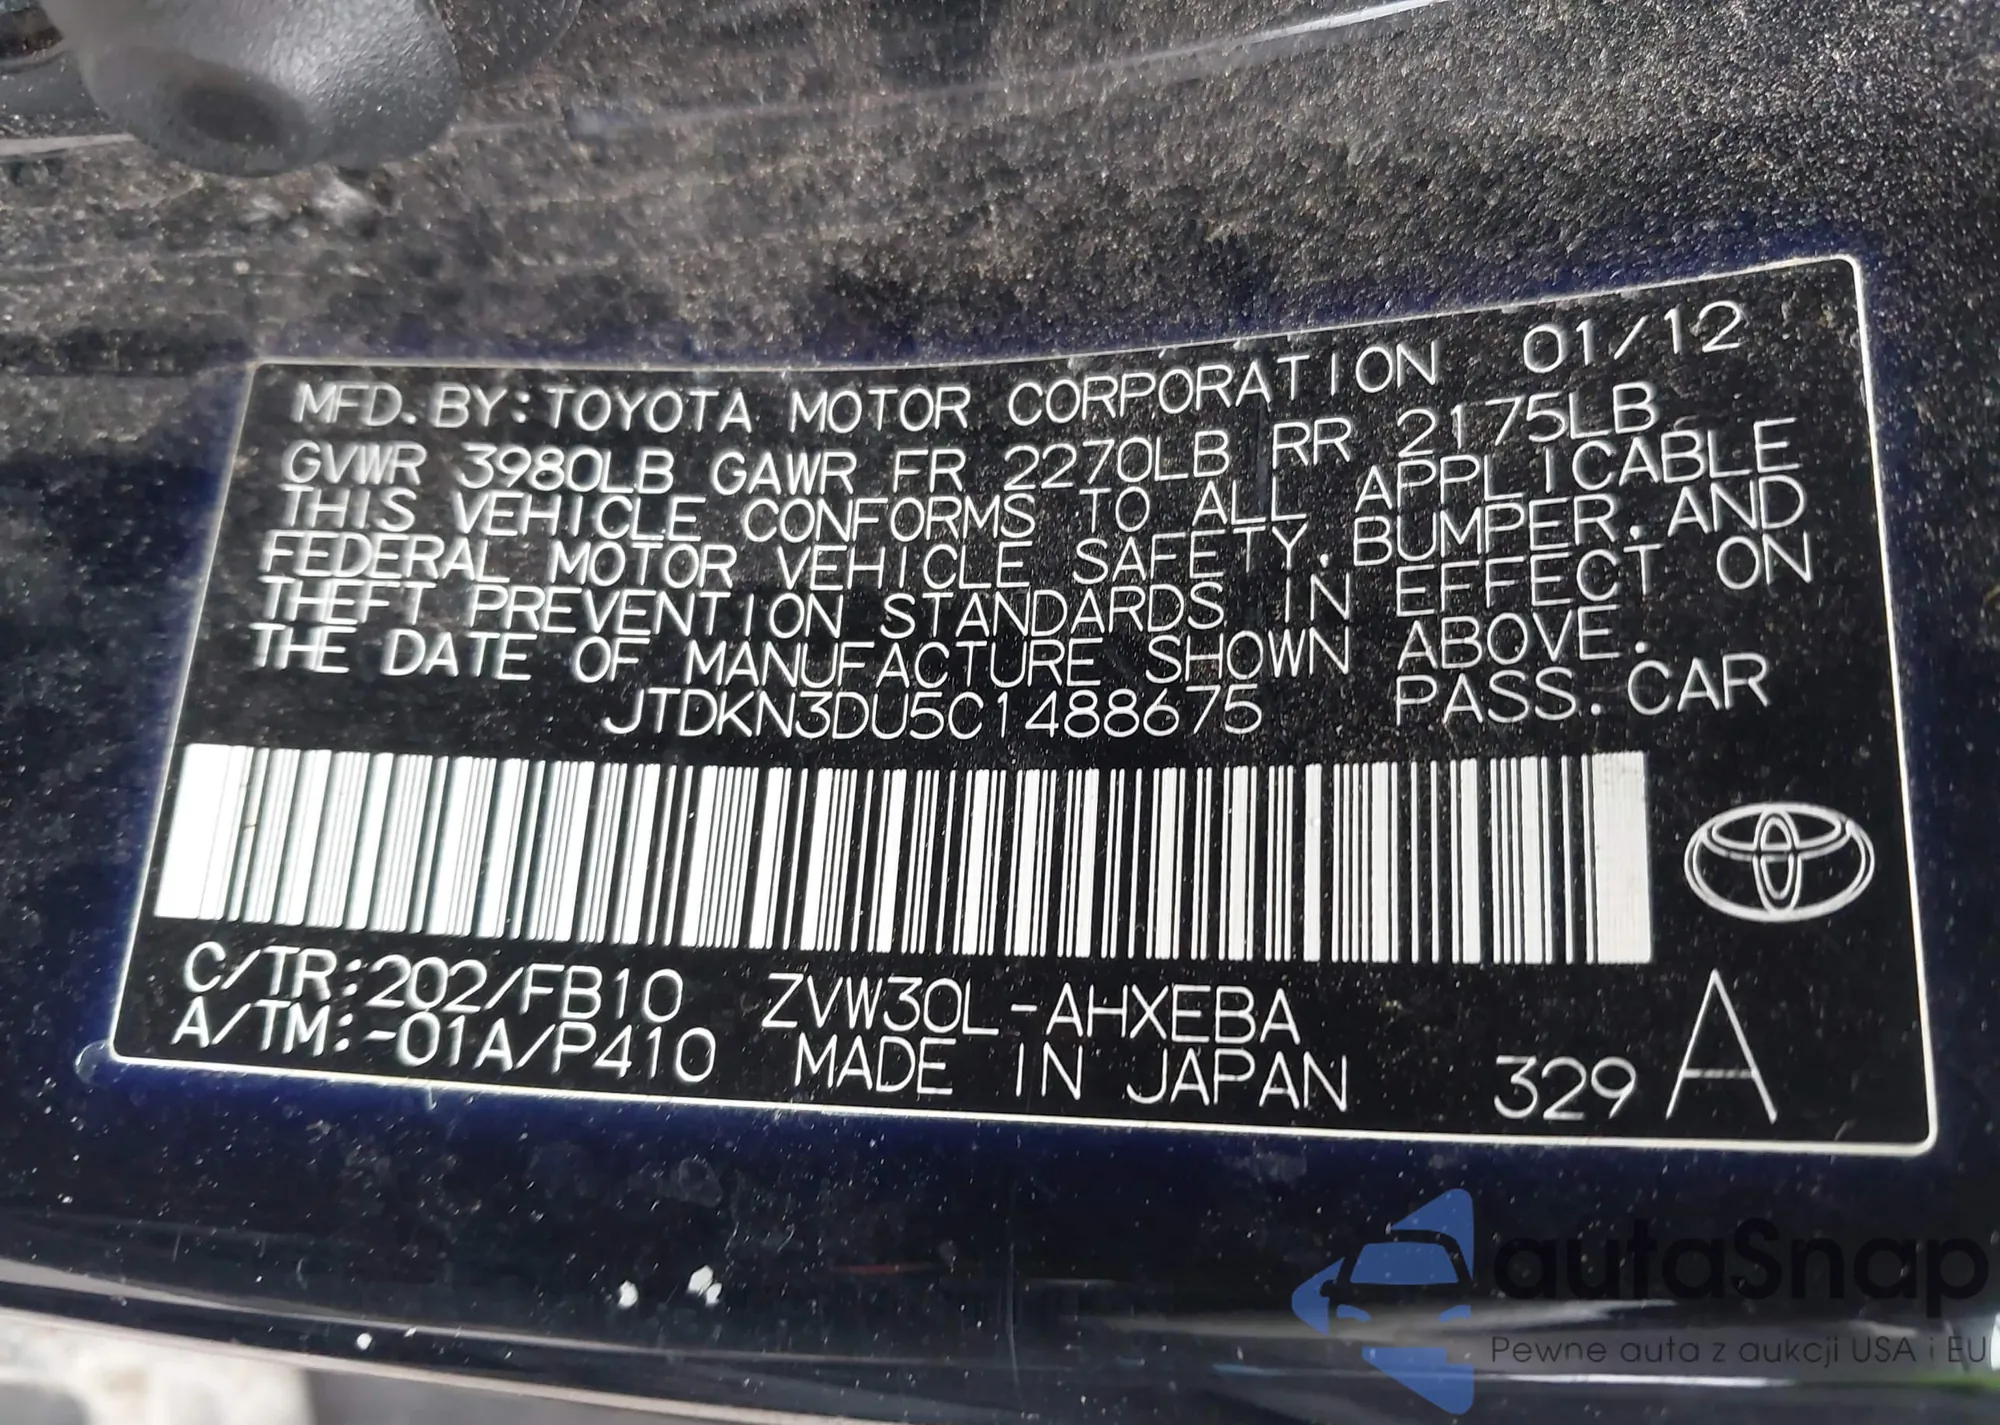 MFD. BY: TOYOTA MOTOR CORPORATION 01/12
GVWR 3980LB GAWR FR 2270LB RR 2175LB
THIS VEHICLE CONFORMS TO ALL APPLICABLE
FEDERAL MOTOR VEHICLE SAFETY, BUMPER, AND
THEFT PREVENTION STANDARDS IN EFFECT ON
THE DATE OF MANUFACTURE SHOWN ABOVE.
JTDKN3DU5C1488675 PASS. CAR
C/TR:202/FB10 ZVW30L-AHXEBA
A/TM:-01A/P410 MADE IN JAPAN 329 A
autaSnap
Pewne auta z aukcji USA i EU